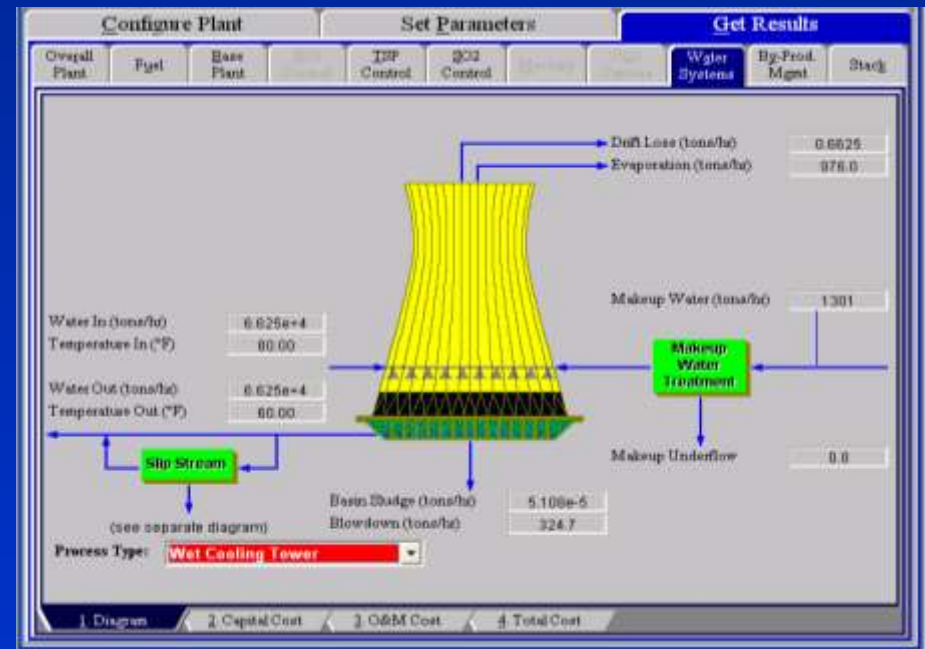 Configure Plant Set Parameters Get Results
Overall Plant Fuel Base Plant TSP Control SO2 Control Mercury Water Systems By-Prod. Mgmt Stack
Drift Loss (tons/hr) 0.6625
Evaporation (tons/hr) 976.0
Makeup Water (tons/hr) 1301
Water In (tons/hr) 6.625e+4
Temperature In (°F) 80.00
Makeup Water Treatment
Water Out (tons/hr) 6.625e+4
Temperature Out (°F) 60.00
Slip Stream
Makeup Underflow 0.0
Basin Sludge (tons/hr) 5.108e-5
(see separate diagram) Blowdown (tons/hr) 324.7
Process Type: Wet Cooling Tower
1. Diagram 2. Capital Cost 3. O&M Cost 4. Total Cost